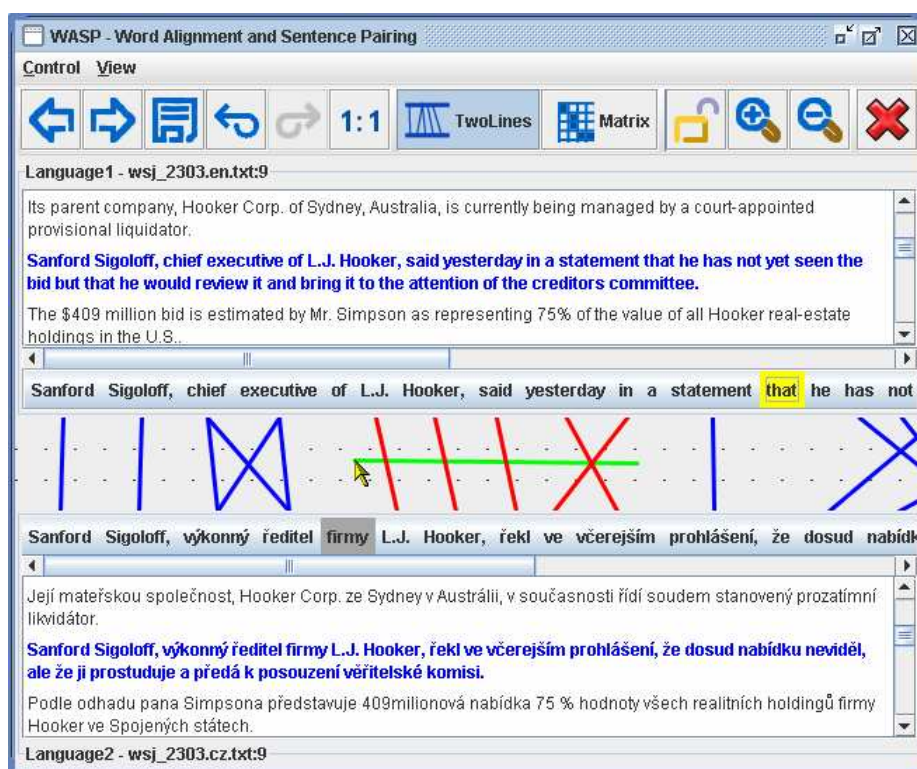 WASP - Word Alignment and Sentence Pairing
Control View
1:1 TwoLines Matrix
Language1 - wsj_2303.en.txt:9
Its parent company, Hooker Corp. of Sydney, Australia, is currently being managed by a court-appointed
provisional liquidator.
Sanford Sigoloff, chief executive of L.J. Hooker, said yesterday in a statement that he has not yet seen the
bid but that he would review it and bring it to the attention of the creditors committee.
The $409 million bid is estimated by Mr. Simpson as representing 75% of the value of all Hooker real-estate
holdings in the U.S..
Sanford Sigoloff, chief executive of L.J. Hooker, said yesterday in a statement that he has not
Sanford Sigoloff, výkonný ředitel firmy L.J. Hooker, řekl ve včerejším prohlášení, že dosud nabídk
Její mateřskou společnost, Hooker Corp. ze Sydney v Austrálii, v současnosti řídí soudem stanovený prozatímní
likvidátor.
Sanford Sigoloff, výkonný ředitel firmy L.J. Hooker, řekl ve včerejším prohlášení, že dosud nabídku neviděl,
ale že ji prostuduje a předá k posouzení věřitelské komisi.
Podle odhadu pana Simpsona představuje 409milionová nabídka 75 % hodnoty všech realitních holdingů firmy
Hooker ve Spojených státech.
Language2 - wsj_2303.cz.txt:9